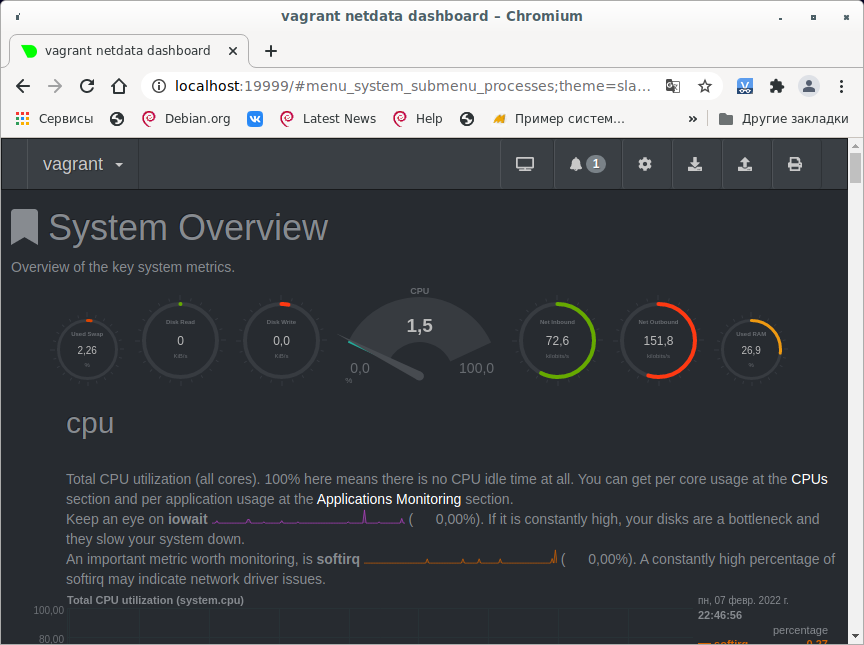 vagrant netdata dashboard – Chromium
vagrant netdata dashboard
localhost:19999/#menu_system_submenu_processes;theme=sla...
Сервисы
Debian.org
Latest News
Help
Пример систем...
»
Другие закладки
vagrant
1
System Overview
Overview of the key system metrics.
CPU
Used Swap
2,26
%
Disk Read
0
KiB/s
Disk Write
0,0
KiB/s
1,5
0,0
100,0
%
Net Inbound
72,6
kilobits/s
Net Outbound
151,8
kilobits/s
Used RAM
26,9
%
cpu
Total CPU utilization (all cores). 100% here means there is no CPU idle time at all. You can get per core usage at the CPUs
section and per application usage at the Applications Monitoring section.
Keep an eye on iowait ( 0,00%). If it is constantly high, your disks are a bottleneck and
they slow your system down.
An important metric worth monitoring, is softirq ( 0,00%). A constantly high percentage of
softirq may indicate network driver issues.
Total CPU utilization (system.cpu)
пн, 07 февр. 2022 г.
22:46:56
100,00
percentage
80,00
softirq 0,27